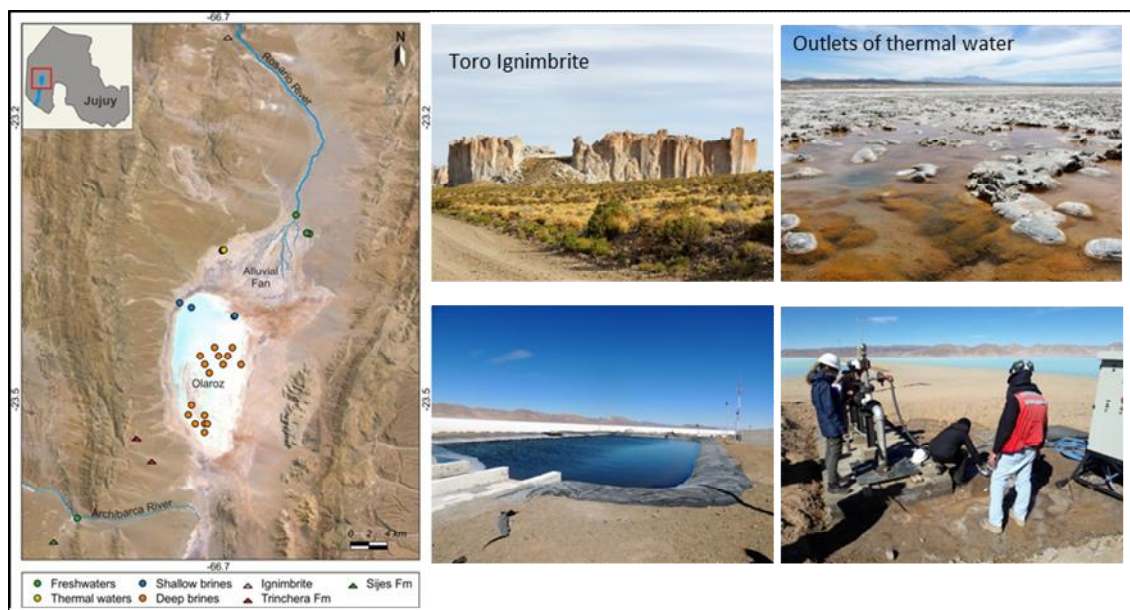 -66.7
N
Rosario River
Jujuy
-23.2
-23.2
Alluvial
Fan
Olaroz
-23.5
-23.5
Archibarca River
0 2 4 km
-66.7
Freshwaters
Shallow brines
Ignimbrite
Sijes Fm
Thermal waters
Deep brines
Trinchera Fm
Toro Ignimbrite
Outlets of thermal water